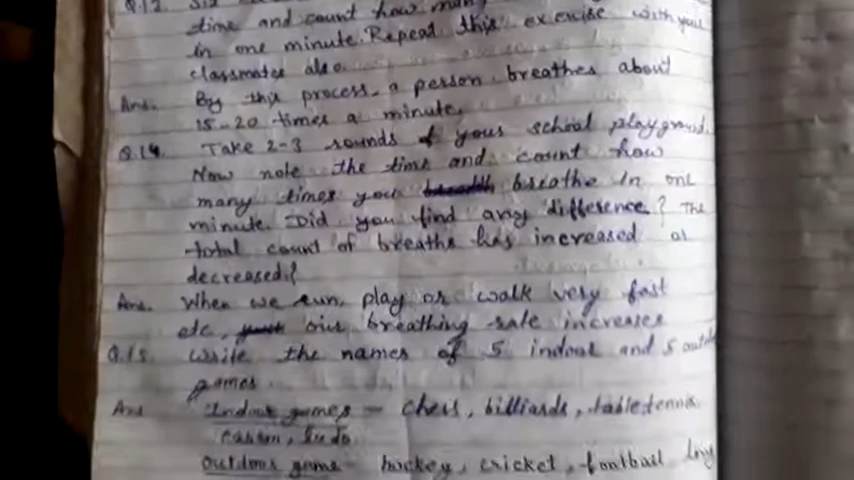 Q.12. Sit
time and count how many
in one minute. Repeat this exercise with your
classmates also.
Ans. By this process, a person breathes about
15-20 times a minute.
Q.14. Take 2-3 rounds of your school playground.
Now note the time and count how
many times you breathe in one
minute. Did you find any difference? The
total count of breaths has increased or
decreased?
Ans. When we run, play or walk very fast
etc, our breathing rate increases
Q.15. Write the names of 5 indoor and 5
games
Ans Indoor games - chess, billiards, table tennis
carrom, ludo
Outdoor game - hockey, cricket, football